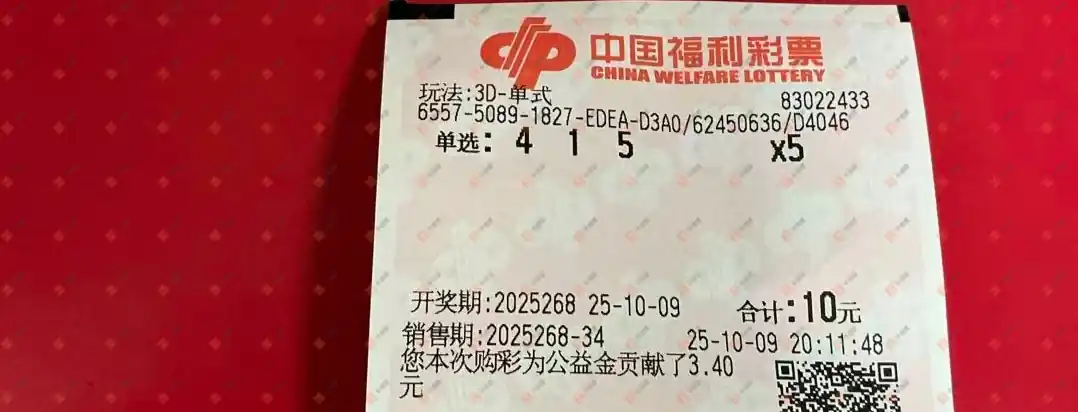 中国福利彩票
CHINA WELFARE LOTTERY
玩法:3D-单式 83022433
6557-5089-1827-EDEA-D3A0/62450636/D4046
单选: 4 1 5 x5
开奖期:2025268 25-10-09 合计:10元
销售期:2025268-34 25-10-09 20:11:48
您本次购彩为公益金贡献了3.40
元